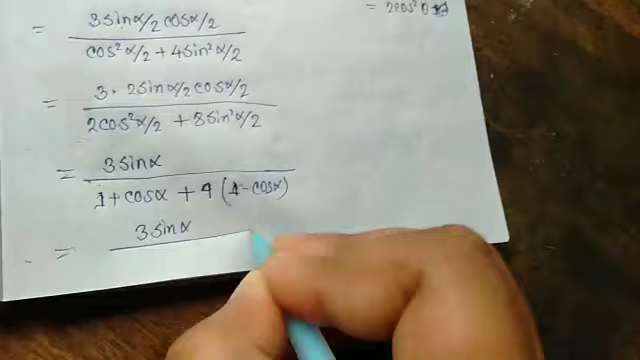 = 3sinα/2 cosα/2 / cos²α/2 + 4sin²α/2
= 2cos²θ
= 3·2sinα/2 cosα/2 / 2cos²α/2 + 8sin²α/2
= 3sinα / 1+cosα + 4(1-cosα)
= 3sinα